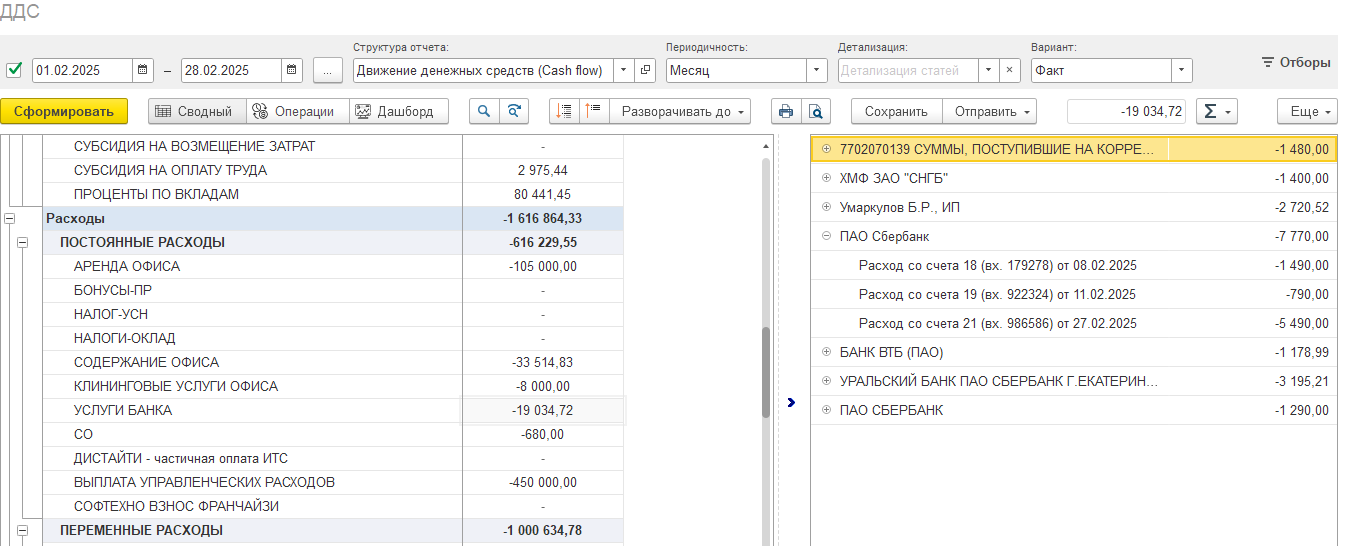 ДДС
Структура отчета: Периодичность: Детализация: Вариант:
01.02.2025 – 28.02.2025 ... Движение денежных средств (Cash flow) Месяц Детализация статей × Факт Отборы
Сформировать Сводный Операции Дашборд Разворачивать до Сохранить Отправить -19 034,72 Σ Еще
СУБСИДИЯ НА ВОЗМЕЩЕНИЕ ЗАТРАТ -
СУБСИДИЯ НА ОПЛАТУ ТРУДА 2 975,44
ПРОЦЕНТЫ ПО ВКЛАДАМ 80 441,45
Расходы -1 616 864,33
ПОСТОЯННЫЕ РАСХОДЫ -616 229,55
АРЕНДА ОФИСА -105 000,00
БОНУСЫ-ПР -
НАЛОГ-УСН -
НАЛОГИ-ОКЛАД -
СОДЕРЖАНИЕ ОФИСА -33 514,83
КЛИНИНГОВЫЕ УСЛУГИ ОФИСА -8 000,00
УСЛУГИ БАНКА -19 034,72
СО -680,00
ДИСТАЙТИ - частичная оплата ИТС -
ВЫПЛАТА УПРАВЛЕНЧЕСКИХ РАСХОДОВ -450 000,00
СОФТЕХНО ВЗНОС ФРАНЧАЙЗИ -
ПЕРЕМЕННЫЕ РАСХОДЫ -1 000 634,78
7702070139 СУММЫ, ПОСТУПИВШИЕ НА КОРРЕ... -1 480,00
ХМФ ЗАО "СНГБ" -1 400,00
Умаркулов Б.Р., ИП -2 720,52
ПАО Сбербанк -7 770,00
Расход со счета 18 (вх. 179278) от 08.02.2025 -1 490,00
Расход со счета 19 (вх. 922324) от 11.02.2025 -790,00
Расход со счета 21 (вх. 986586) от 27.02.2025 -5 490,00
БАНК ВТБ (ПАО) -1 178,99
УРАЛЬСКИЙ БАНК ПАО СБЕРБАНК Г.ЕКАТЕРИН... -3 195,21
ПАО СБЕРБАНК -1 290,00